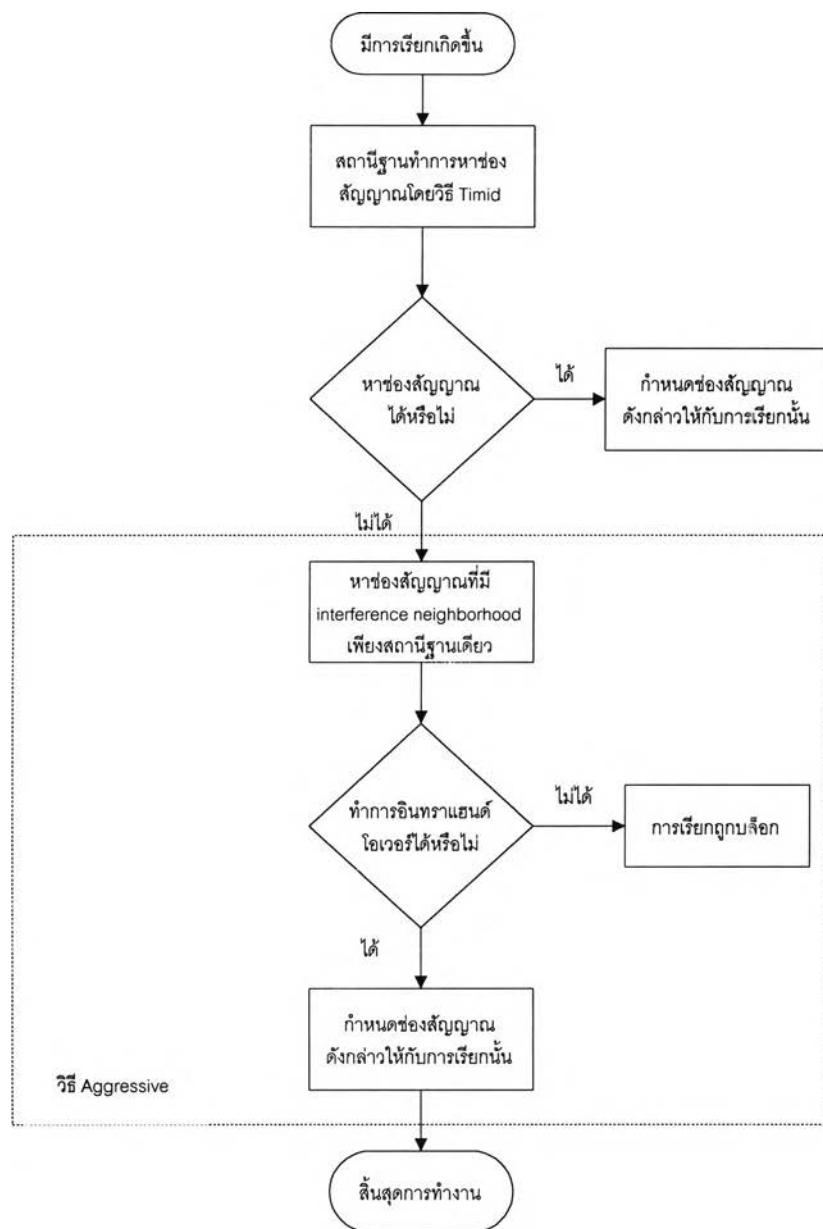 มีการเรียกเกิดขึ้น
สถานีฐานทำการหาช่อง
สัญญาณโดยวิธี Timid
หาช่องสัญญาณ
ได้หรือไม่
ได้
กำหนดช่องสัญญาณ
ดังกล่าวให้กับการเรียกนั้น
ไม่ได้
หาช่องสัญญาณที่มี
interference neighborhood
เพียงสถานีฐานเดียว
ทำการอินทราแฮนด์
โอเวอร์ได้หรือไม่
ไม่ได้
การเรียกถูกบล็อก
ได้
กำหนดช่องสัญญาณ
ดังกล่าวให้กับการเรียกนั้น
วิธี Aggressive
สิ้นสุดการทำงาน